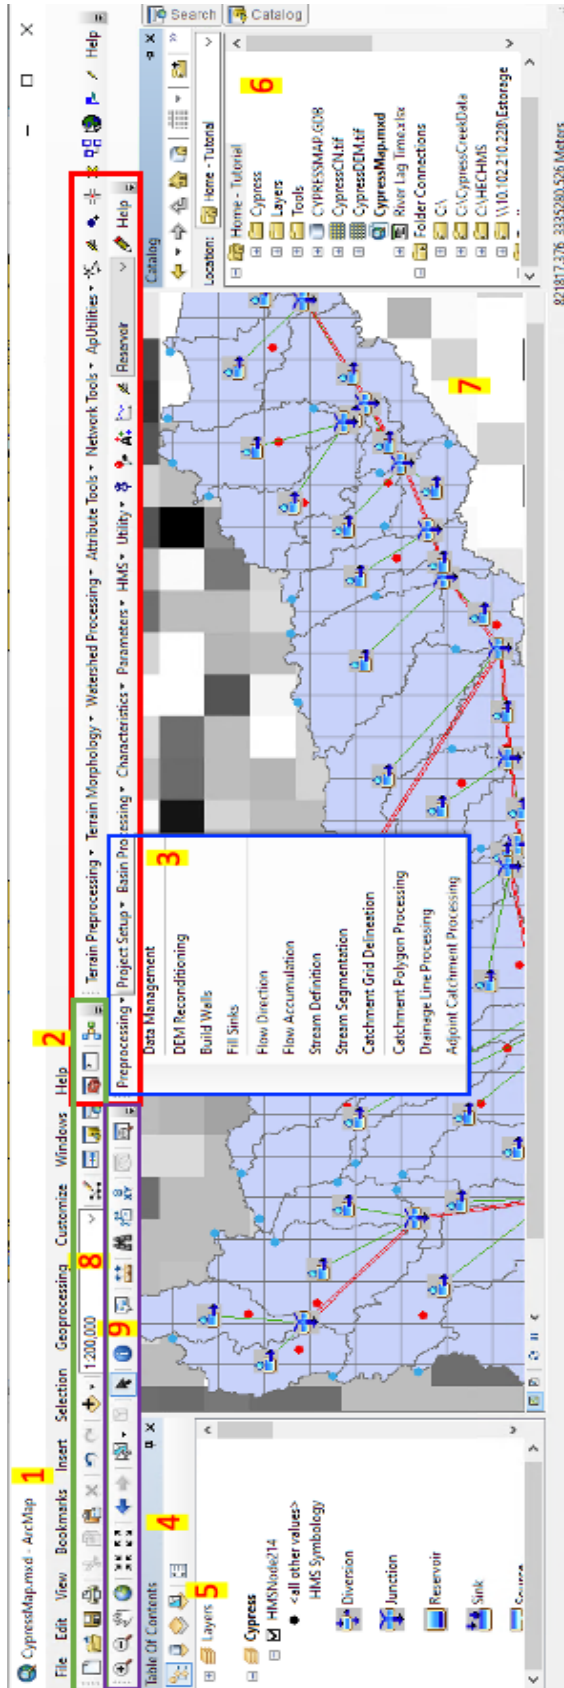 CypressMap.mxd - ArcMap
1
File Edit View Bookmarks Insert Selection Geoprocessing Customize Windows Help
2
1:200,000
8
Terrain Preprocessing Terrain Morphology Watershed Processing Attribute Tools Network Tools ApUtilities Help
9
Preprocessing Project Setup Basin Processing Characteristics Parameters HMS Utility Reservoir Help
Data Management
DEM Reconditioning
Build Walls
Fill Sinks
Flow Direction
Flow Accumulation
Stream Definition
Stream Segmentation
Catchment Grid Delineation
Catchment Polygon Processing
Drainage Line Processing
Adjoint Catchment Processing
3
Table Of Contents
4
5
Layers
Cypress
HMSNode214
<all other values>
HMS Symbology
Diversion
Junction
Reservoir
Sink
7
Catalog
Location: Home - Tutorial
Home - Tutorial
6
Cypress
Layers
Tools
CYPRESSMAP.GDB
CypressCN.tif
CypressDEM.tif
CypressMap.mxd
River Lag Time.xlsx
Folder Connections
C:\
C:\CypressCreekData
C:\HECHMS
\\10.102.210.228\Estorage
Search
Catalog
821817.376 3335280.526 Meters